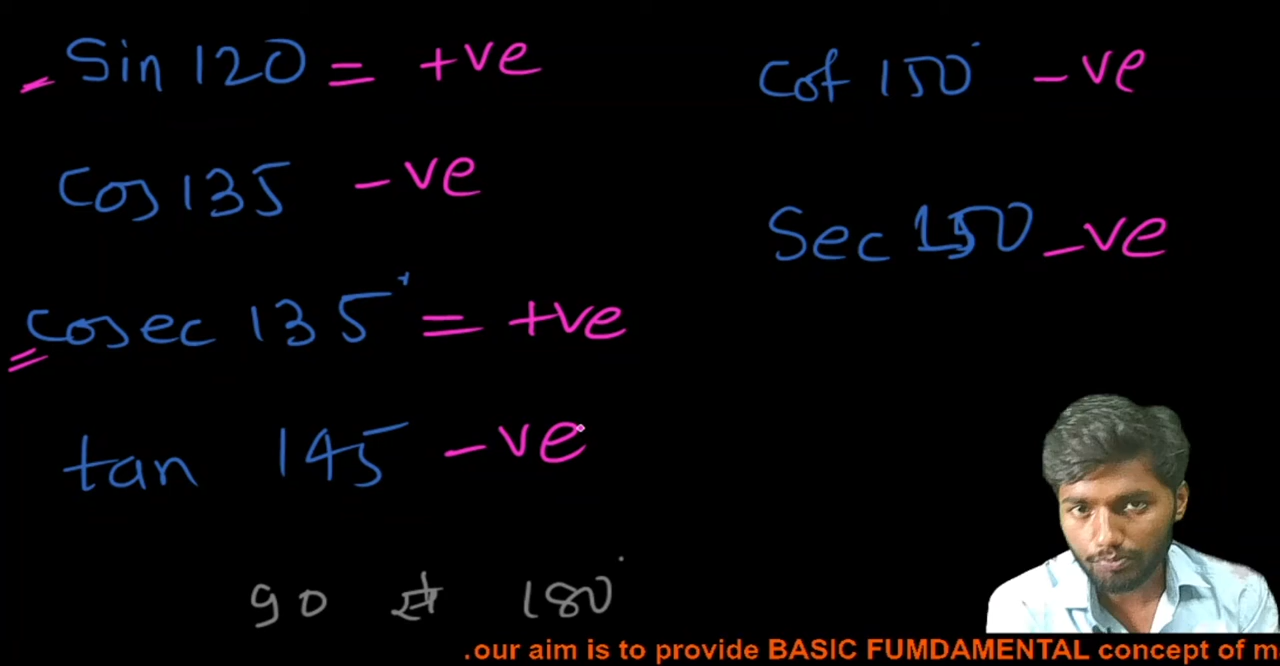 Sin 120 = +ve
Cos 135 -ve
Cosec 135° = +ve
tan 145 -ve
Cot 150° -ve
Sec 150 -ve
90 से 180°
.our aim is to provide BASIC FUMDAMENTAL concept of m